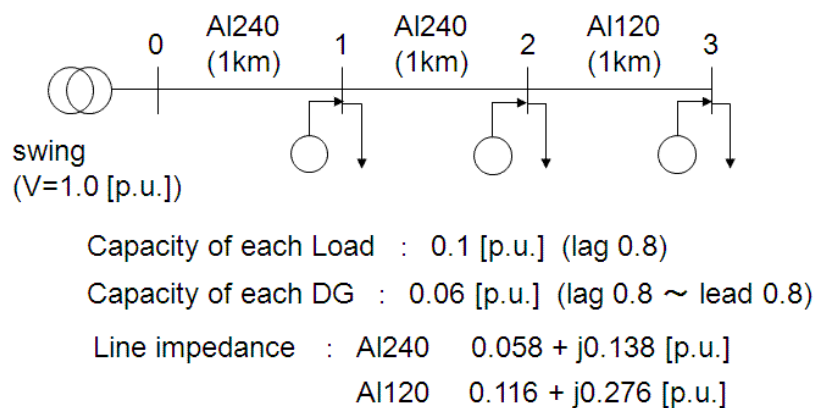 Al240 Al240 Al120
0 (1km) 1 (1km) 2 (1km) 3
swing
(V=1.0 [p.u.])
Capacity of each Load : 0.1 [p.u.] (lag 0.8)
Capacity of each DG : 0.06 [p.u.] (lag 0.8 ～ lead 0.8)
Line impedance : Al240 0.058 + j0.138 [p.u.]
Al120 0.116 + j0.276 [p.u.]